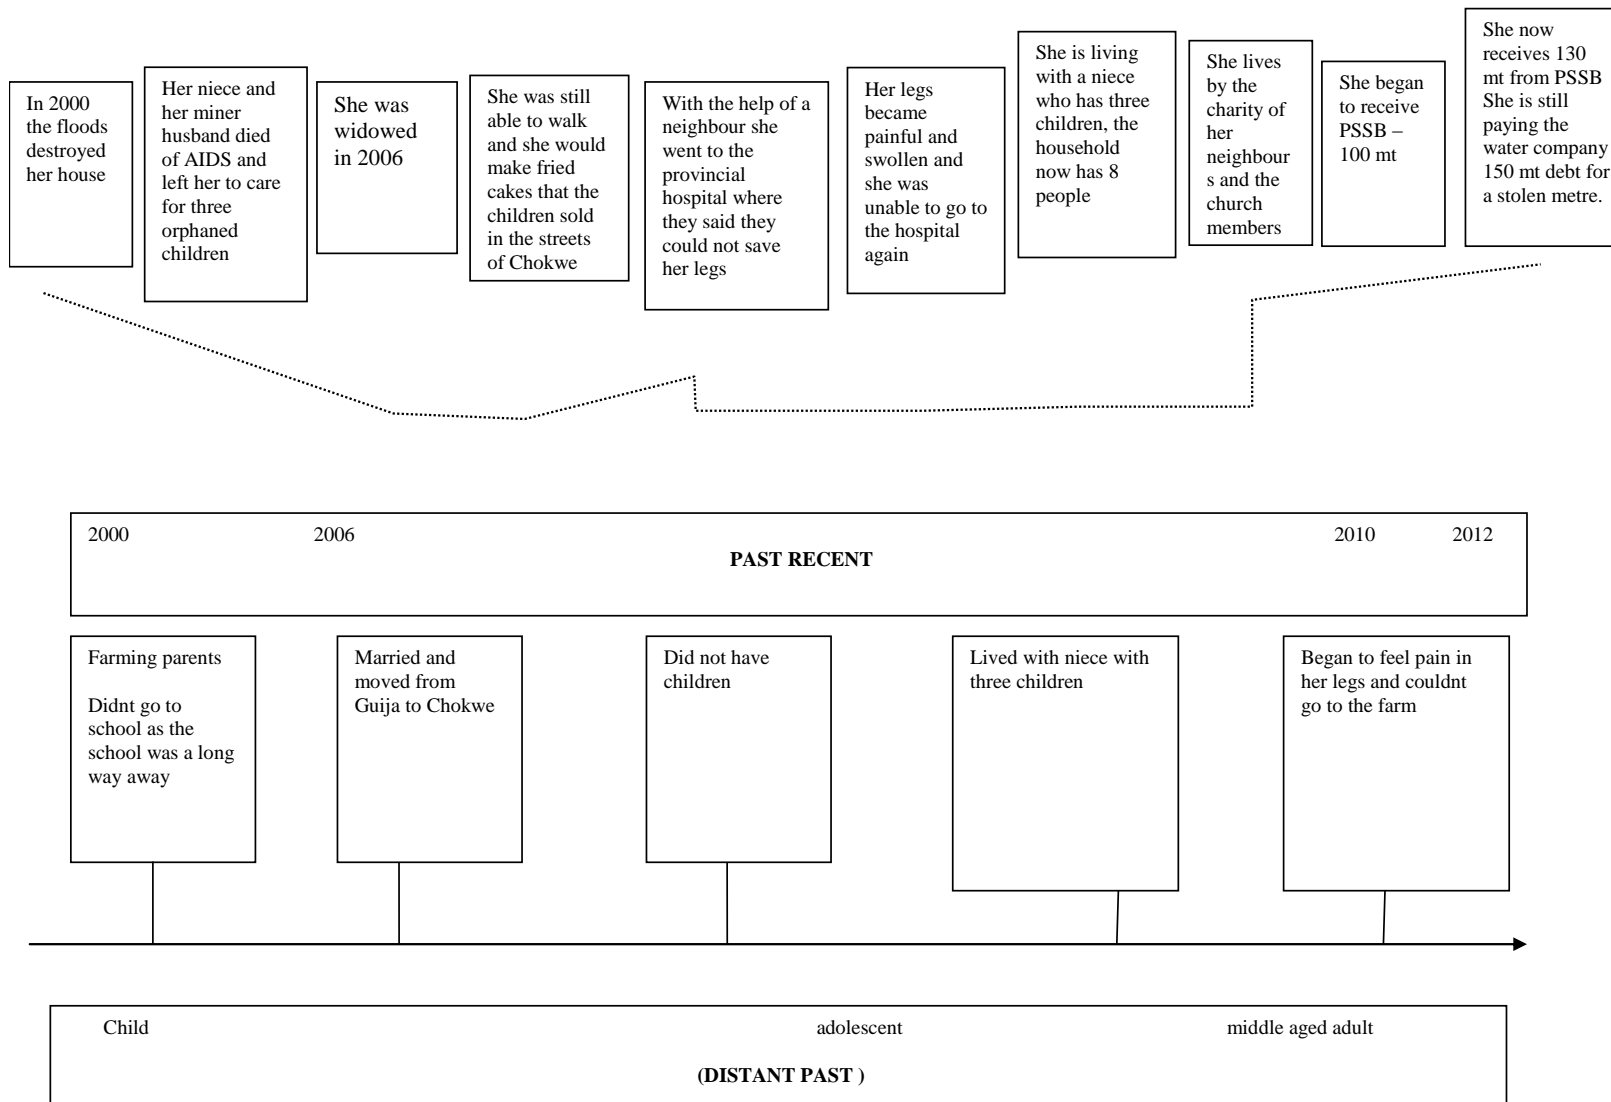 In 2000
the floods
destroyed
her house
Her niece and
her miner
husband died
of AIDS and
left her to care
for three
orphaned
children
She was
widowed
in 2006
She was still
able to walk
and she would
make fried
cakes that the
children sold
in the streets
of Chokwe
With the help of a
neighbour she
went to the
provincial
hospital where
they said they
could not save
her legs
Her legs
became
painful and
swollen and
she was
unable to go to
the hospital
again
She is living
with a niece
who has three
children, the
household
now has 8
people
She lives
by the
charity of
her
neighbour
s and the
church
members
She began
to receive
PSSB –
100 mt
She now
receives 130
mt from PSSB
She is still
paying the
water company
150 mt debt for
a stolen metre.
2000 2006 2010 2012
PAST RECENT
Farming parents
Didnt go to
school as the
school was a long
way away
Married and
moved from
Guija to Chokwe
Did not have
children
Lived with niece with
three children
Began to feel pain in
her legs and couldnt
go to the farm
Child adolescent middle aged adult
(DISTANT PAST )